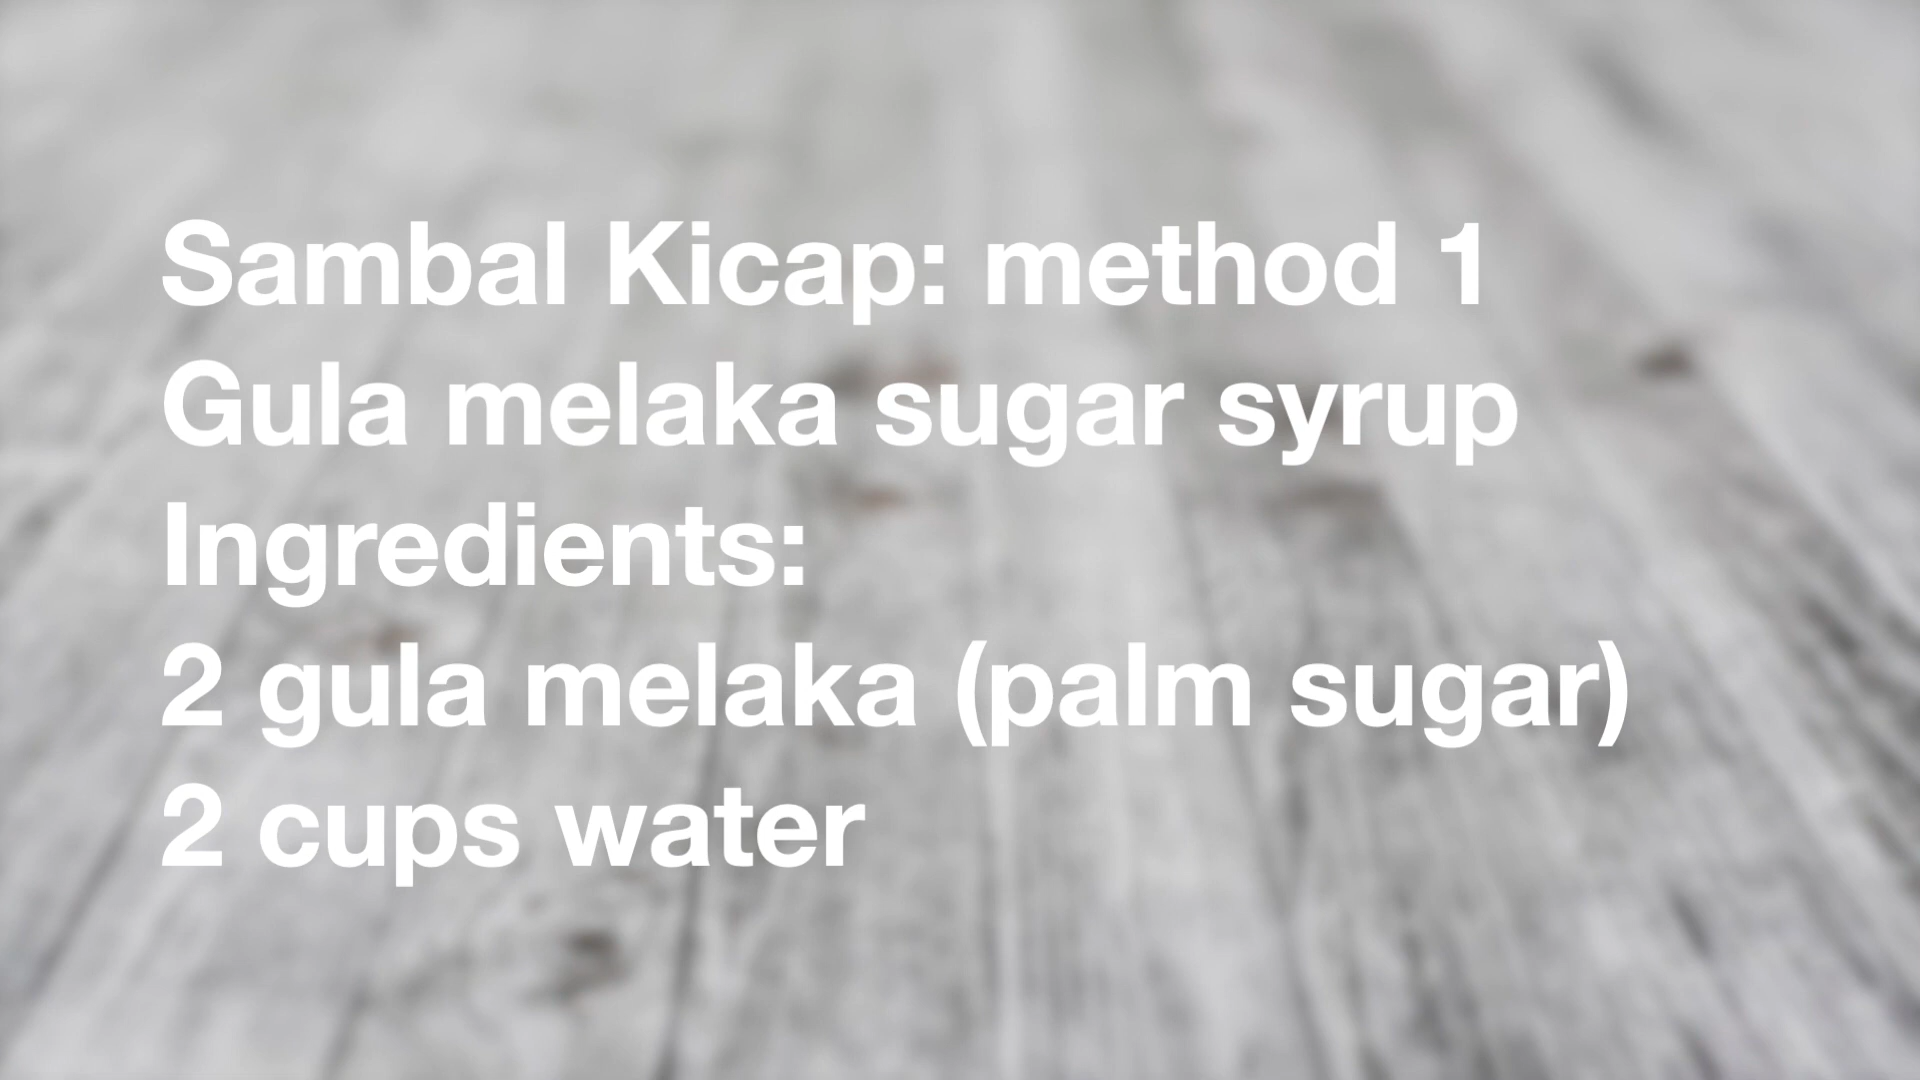 Sambal Kicap: method 1
Gula melaka sugar syrup
Ingredients:
2 gula melaka (palm sugar)
2 cups water